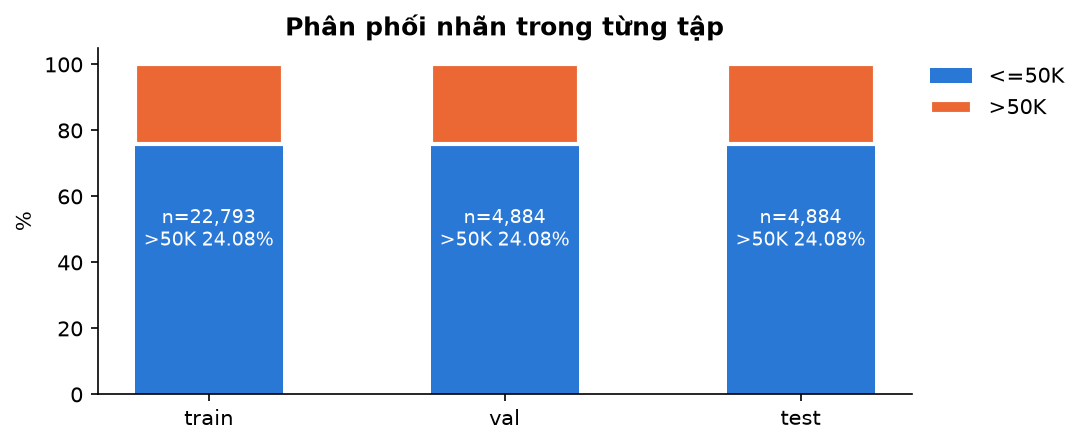 Phân phối nhãn trong từng tập
100
80
60
40
20
0
%
n=22,793
>50K 24.08%
n=4,884
>50K 24.08%
n=4,884
>50K 24.08%
train
val
test
<=50K
>50K